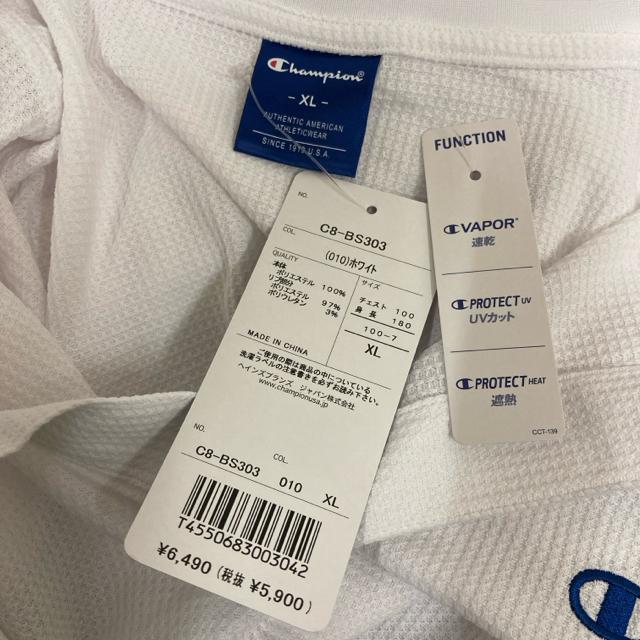 Champion
- XL -
AUTHENTIC AMERICAN
ATHLETICWEAR
SINCE 1919 U.S.A.
FUNCTION
VAPOR®
速乾
PROTECT UV
UVカット
PROTECT HEAT
遮熱
CCT-139
NO.
C8-BS303
COL.
(010)ホワイト
QUALITY
本体
ポリエステル 100%
リブ部分
ポリエステル 97%
ポリウレタン 3%
サイズ
チェスト 100
身長 180
100-7
XL
MADE IN CHINA
ご使用の際は商品の中についている
洗濯ラベルの注意書きを必ずお読み下さい。
ヘインズブランズ ジャパン株式会社
www.championusa.jp
NO.
C8-BS303
COL.
010 XL
T4550683003042
¥6,490 (税抜 ¥5,900)